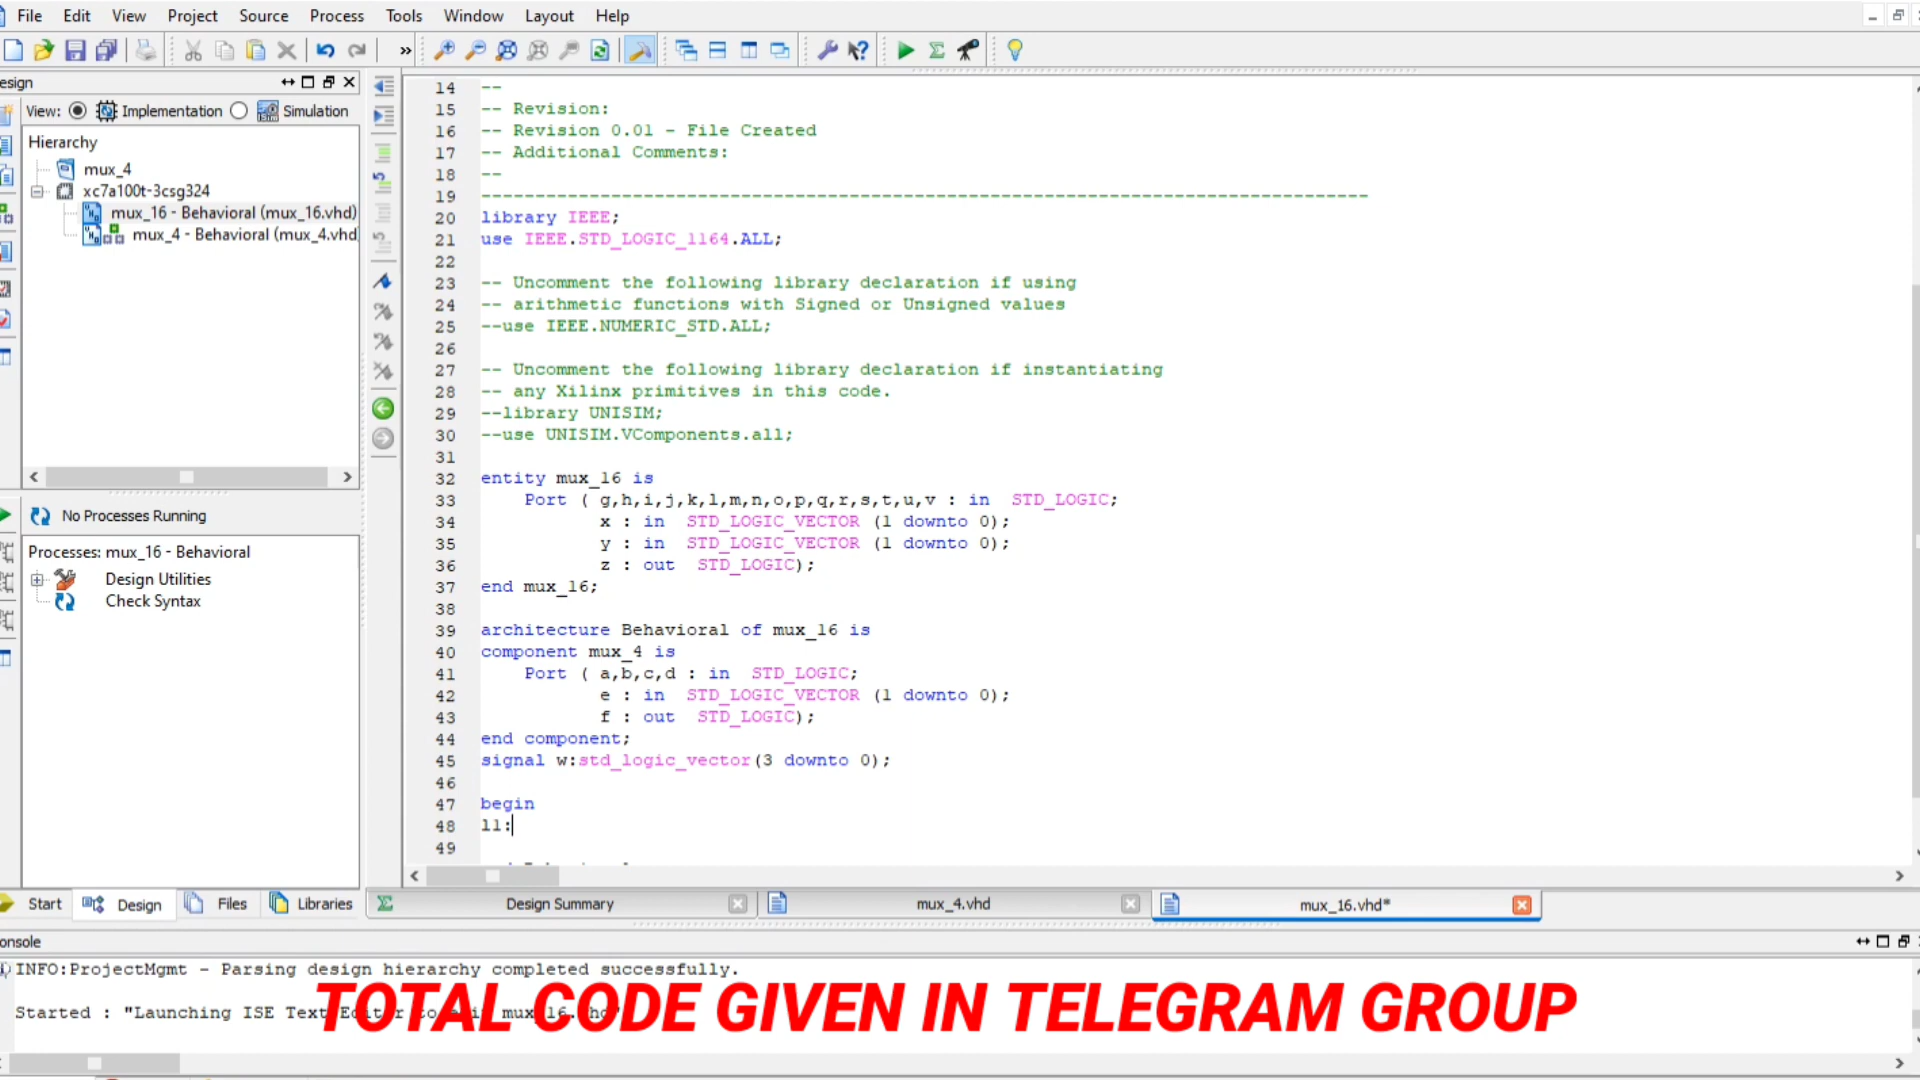 File Edit View Project Source Process Tools Window Layout Help
esign
View: Implementation Simulation
Hierarchy
mux_4
xc7a100t-3csg324
mux_16 - Behavioral (mux_16.vhd)
mux_4 - Behavioral (mux_4.vhd
No Processes Running
Processes: mux_16 - Behavioral
Design Utilities
Check Syntax
Start Design Files Libraries
14 --
15 -- Revision:
16 -- Revision 0.01 - File Created
17 -- Additional Comments:
18 --
19 ----------------------------------------------------------------------------------
20 library IEEE;
21 use IEEE.STD_LOGIC_1164.ALL;
22
23 -- Uncomment the following library declaration if using
24 -- arithmetic functions with Signed or Unsigned values
25 --use IEEE.NUMERIC_STD.ALL;
26
27 -- Uncomment the following library declaration if instantiating
28 -- any Xilinx primitives in this code.
29 --library UNISIM;
30 --use UNISIM.VComponents.all;
31
32 entity mux_16 is
33 Port ( g,h,i,j,k,l,m,n,o,p,q,r,s,t,u,v : in STD_LOGIC;
34 x : in STD_LOGIC_VECTOR (1 downto 0);
35 y : in STD_LOGIC_VECTOR (1 downto 0);
36 z : out STD_LOGIC);
37 end mux_16;
38
39 architecture Behavioral of mux_16 is
40 component mux_4 is
41 Port ( a,b,c,d : in STD_LOGIC;
42 e : in STD_LOGIC_VECTOR (1 downto 0);
43 f : out STD_LOGIC);
44 end component;
45 signal w:std_logic_vector(3 downto 0);
46
47 begin
48 l1:
49
Design Summary mux_4.vhd mux_16.vhd*
onsole
INFO:ProjectMgmt - Parsing design hierarchy completed successfully.
Started : "Launching ISE Text Editor to
TOTAL CODE GIVEN IN TELEGRAM GROUP